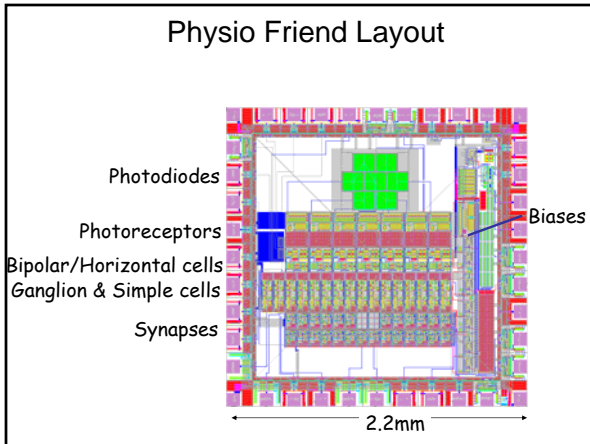 Physio Friend Layout
Photodiodes
Photoreceptors
Biases
Bipolar/Horizontal cells
Ganglion & Simple cells
Synapses
2.2mm